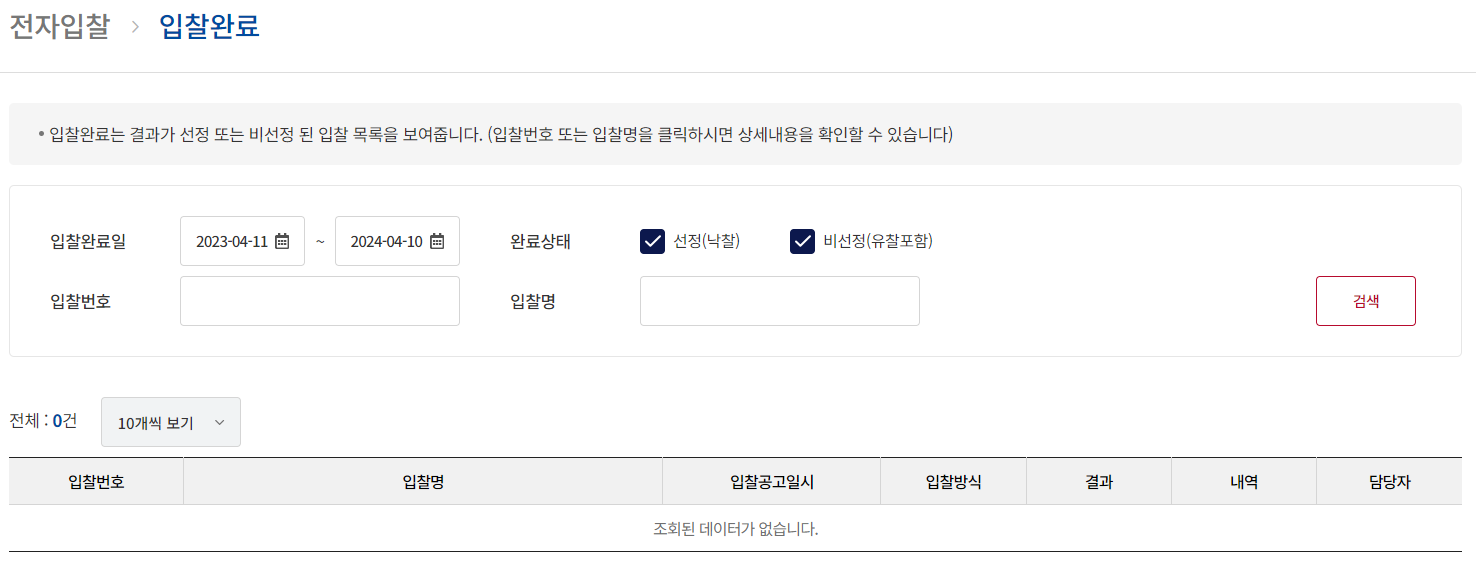 전자입찰 > 입찰완료
• 입찰완료는 결과가 선정 또는 비선정 된 입찰 목록을 보여줍니다. (입찰번호 또는 입찰명을 클릭하시면 상세내용을 확인할 수 있습니다)
입찰완료일 2023-04-11 ~ 2024-04-10 완료상태 선정(낙찰) 비선정(유찰포함)
입찰번호 입찰명 검색
전체 : 0건 10개씩 보기
입찰번호 입찰명 입찰공고일시 입찰방식 결과 내역 담당자
조회된 데이터가 없습니다.